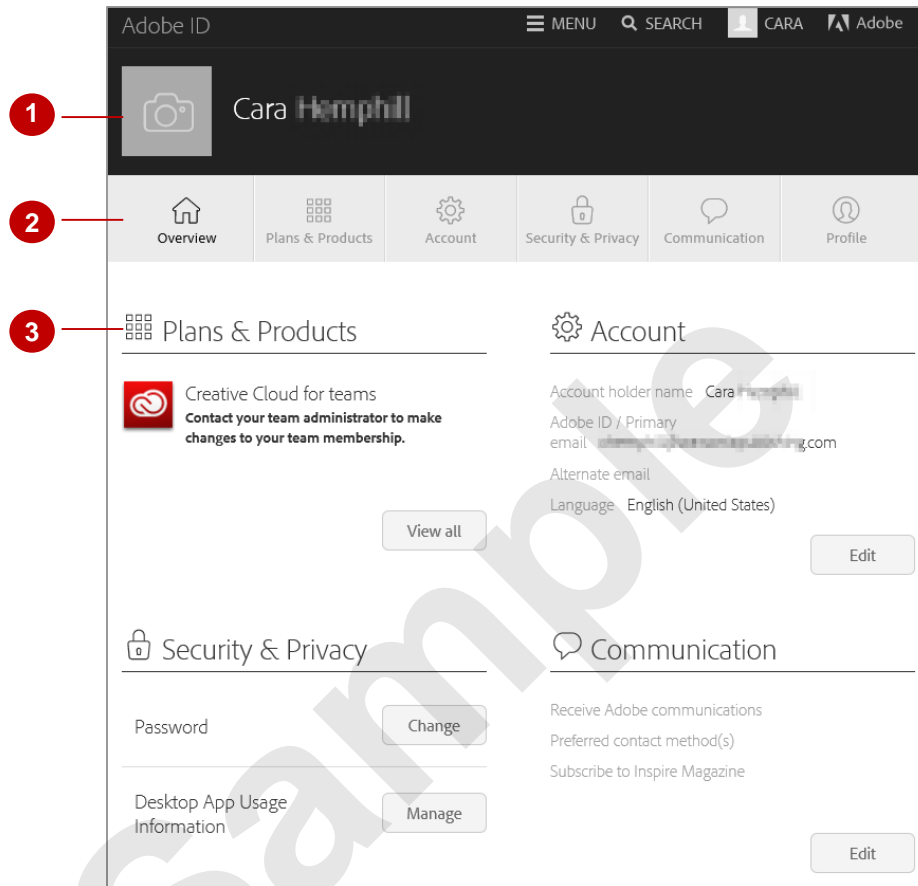 Adobe ID
MENU SEARCH CARA Adobe
1
Cara
2
Overview Plans & Products Account Security & Privacy Communication Profile
3
Plans & Products
Creative Cloud for teams
Contact your team administrator to make
changes to your team membership.
View all
Account
Account holder name Cara
Adobe ID / Primary
email .com
Alternate email
Language English (United States)
Edit
Security & Privacy
Password Change
Desktop App Usage
Information
Manage
Communication
Receive Adobe communications
Preferred contact method(s)
Subscribe to Inspire Magazine
Edit
Sample